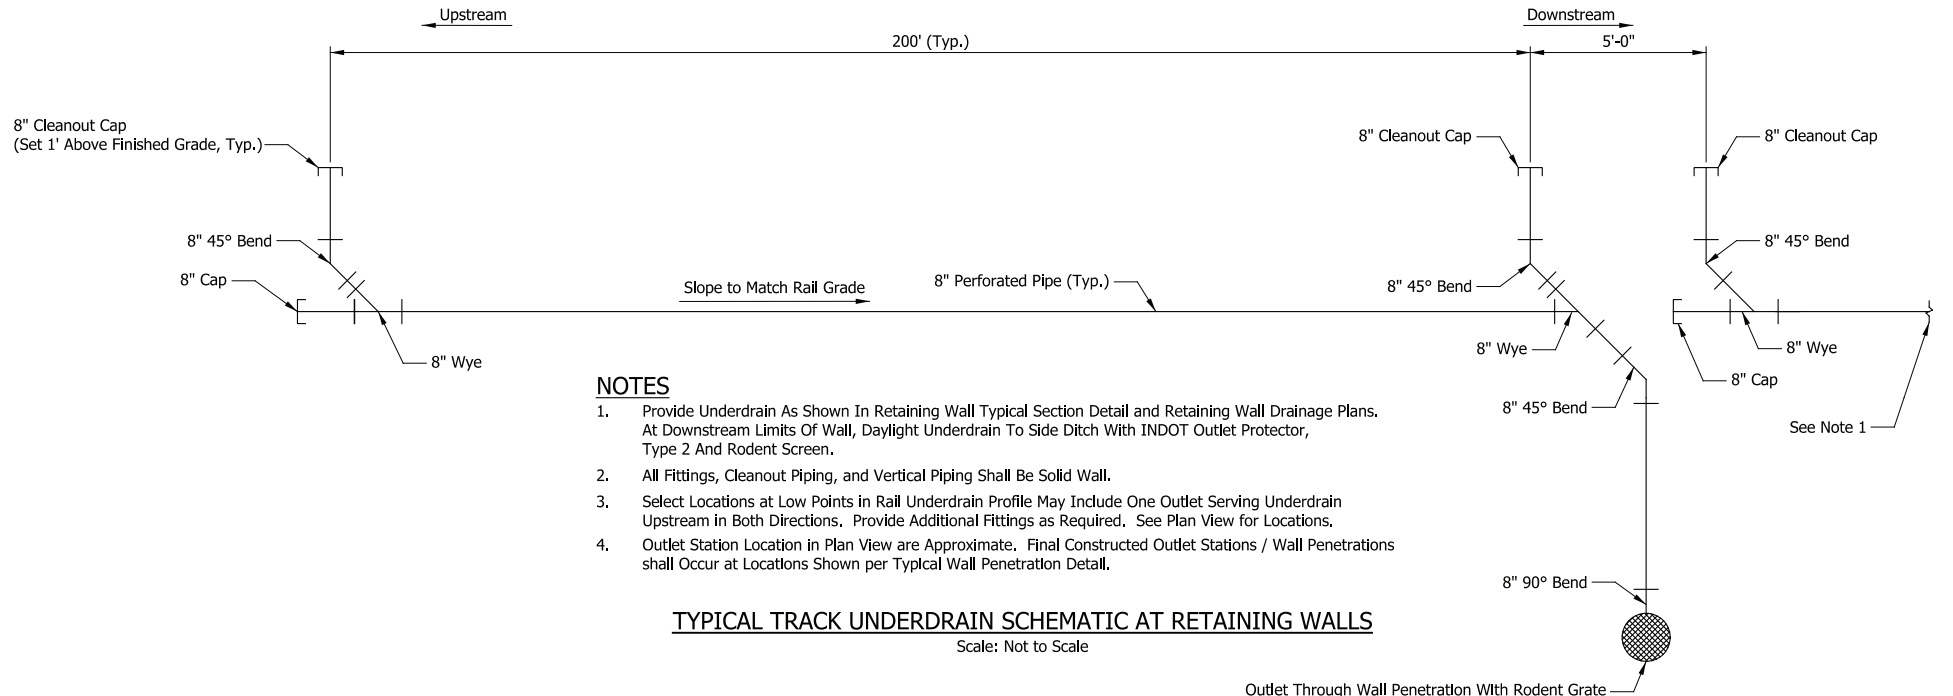 Upstream
Downstream
200' (Typ.)
5'-0"
8" Cleanout Cap
(Set 1' Above Finished Grade, Typ.)
8" Cleanout Cap
8" Cleanout Cap
8" 45° Bend
8" 45° Bend
8" Cap
Slope to Match Rail Grade
8" Perforated Pipe (Typ.)
8" 45° Bend
8" Wye
8" Wye
8" Wye
8" Cap
8" 45° Bend
See Note 1
NOTES
1. Provide Underdrain As Shown In Retaining Wall Typical Section Detail and Retaining Wall Drainage Plans.
At Downstream Limits Of Wall, Daylight Underdrain To Side Ditch With INDOT Outlet Protector,
Type 2 And Rodent Screen.
2. All Fittings, Cleanout Piping, and Vertical Piping Shall Be Solid Wall.
3. Select Locations at Low Points in Rail Underdrain Profile May Include One Outlet Serving Underdrain
Upstream in Both Directions. Provide Additional Fittings as Required. See Plan View for Locations.
4. Outlet Station Location in Plan View are Approximate. Final Constructed Outlet Stations / Wall Penetrations
shall Occur at Locations Shown per Typical Wall Penetration Detail.
8" 90° Bend
TYPICAL TRACK UNDERDRAIN SCHEMATIC AT RETAINING WALLS
Scale: Not to Scale
Outlet Through Wall Penetration With Rodent Grate